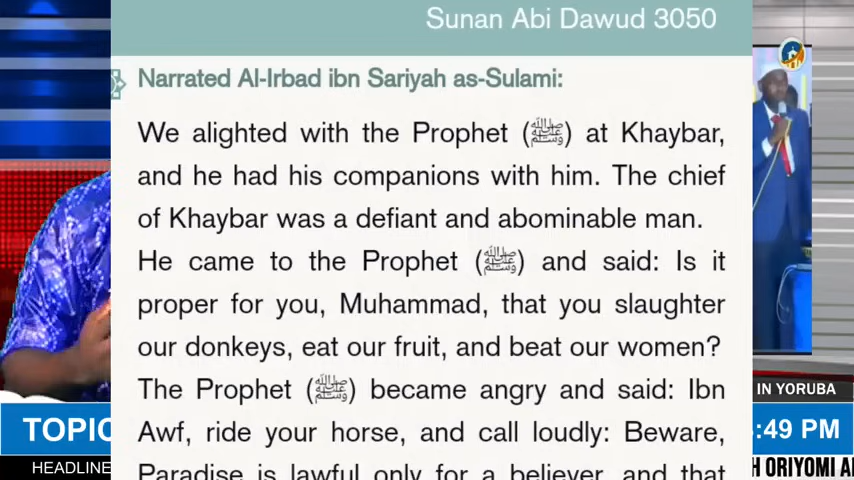 Sunan Abi Dawud 3050
Narrated Al-Irbad ibn Sariyah as-Sulami:
We alighted with the Prophet (ﷺ) at Khaybar,
and he had his companions with him. The chief
of Khaybar was a defiant and abominable man.
He came to the Prophet (ﷺ) and said: Is it
proper for you, Muhammad, that you slaughter
our donkeys, eat our fruit, and beat our women?
The Prophet (ﷺ) became angry and said: Ibn
Awf, ride your horse, and call loudly: Beware,
Paradise is lawful only for a believer, and that
IN YORUBA
TOPIC
:49 PM
HEADLINE
H ORIYOMI A